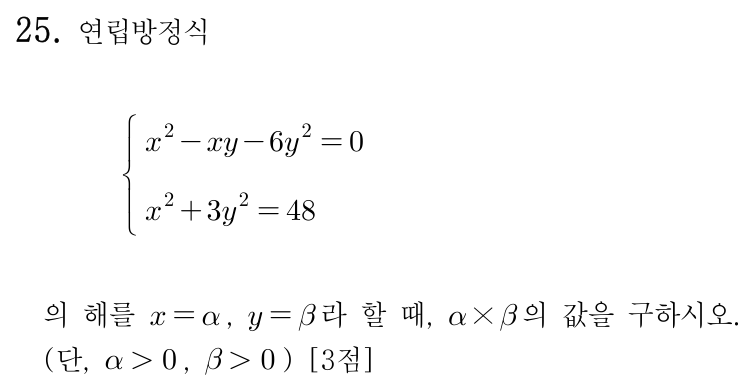 25. 연립방정식
x² − xy − 6y² = 0
x² + 3y² = 48
의 해를 x = α, y = β라 할 때, α × β의 값을 구하시오.
(단, α > 0, β > 0) [3점]